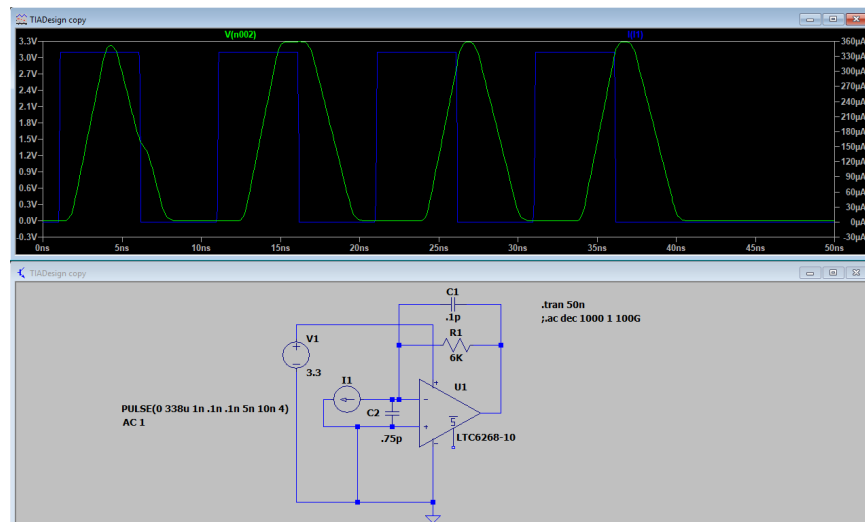 TIADesign copy
V(n002)
I(I1)
3.3V
3.0V
2.7V
2.4V
2.1V
1.8V
1.5V
1.2V
0.9V
0.6V
0.3V
0.0V
-0.3V
360µA
330µA
300µA
270µA
240µA
210µA
180µA
150µA
120µA
90µA
60µA
30µA
0µA
-30µA
0ns
5ns
10ns
15ns
20ns
25ns
30ns
35ns
40ns
45ns
50ns
TIADesign copy
C1
.1p
.tran 50n
;.ac dec 1000 1 100G
R1
6K
V1
3.3
I1
U1
PULSE(0 338u 1n .1n .1n 5n 10n 4)
AC 1
C2
.75p
S
LTC6268-10